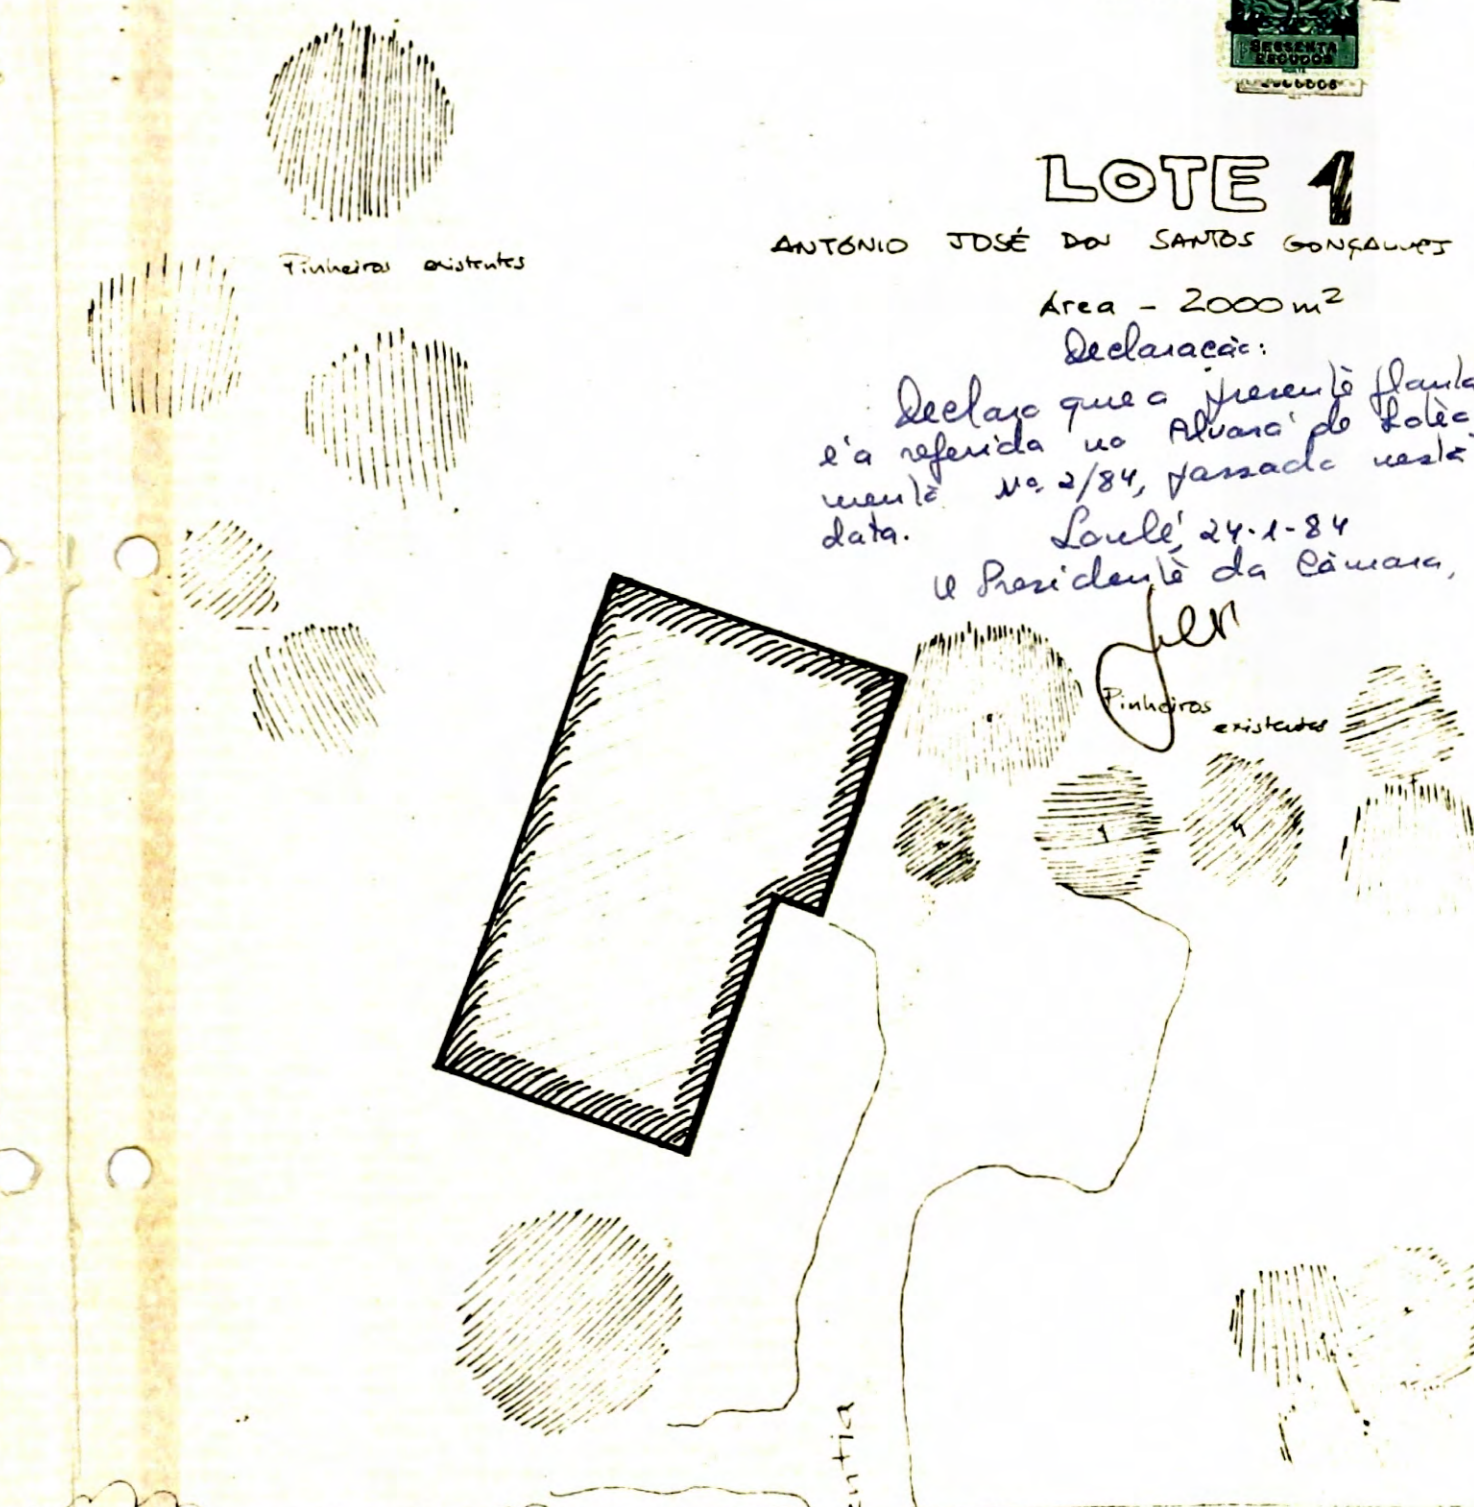 SESSENTA
ESCUDOS
LOTE 1
ANTÓNIO JOSÉ DOS SANTOS GONÇALVES
Área - 2000 m²
Declaração:
Declaro que a presente planta
é a referida no Alvará de Lotea
mento Nº 2/84, passado nesta
data. Loulé, 24-1-84
O Presidente da Câmara,
Pinheiros existentes
Pinheiros
existentes